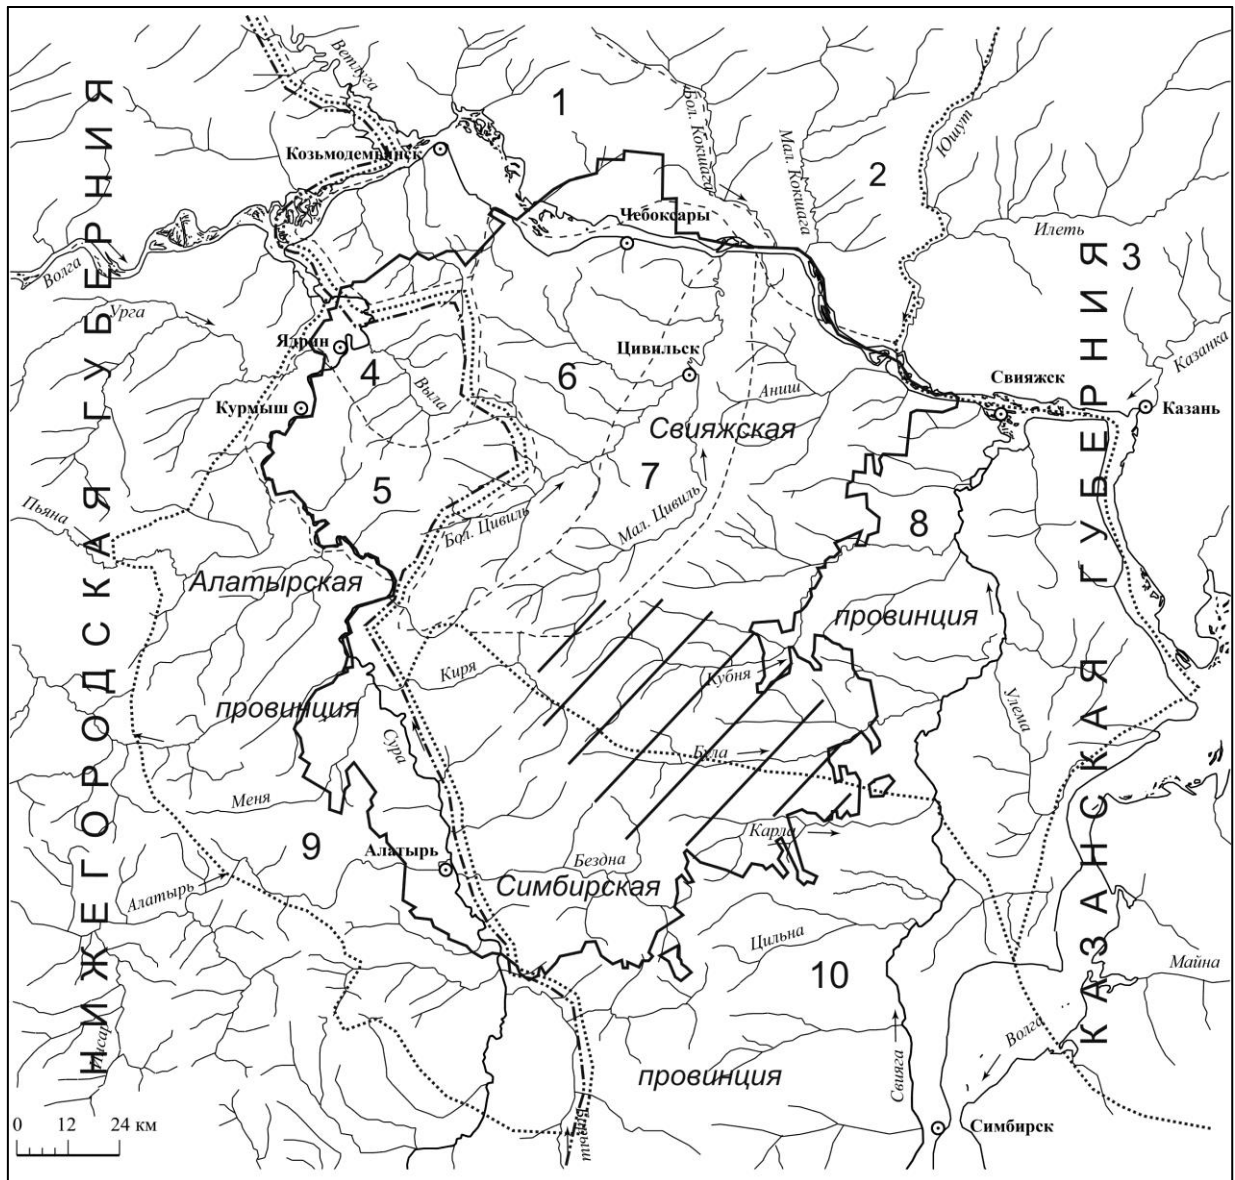 НИЖЕГОРОДСКАЯ ГУБЕРНИЯ
КАЗАНСКАЯ ГУБЕРНИЯ
Ветлуга
1
Бол. Кокшага
Мал. Кокшага
Юшут
Козьмодемьянск
2
Чебоксары
Илеть
3
Волга
Урга
Ядрин
4
Выла
6
Цивильск
Аниш
Свияжск
Казанка
Казань
Курмыш
Свияжская
5
7
Пьяна
Бол. Цивиль
Мал. Цивиль
8
Алатырская
провинция
Киря
Кубня
провинция
Сура
Улема
Була
Меня
9
Карла
Алатырь
Бездна
Алатырь
Симбирская
Цильна
10
Майна
Волга
провинция
Свияга
Симбирск
0 12 24 км